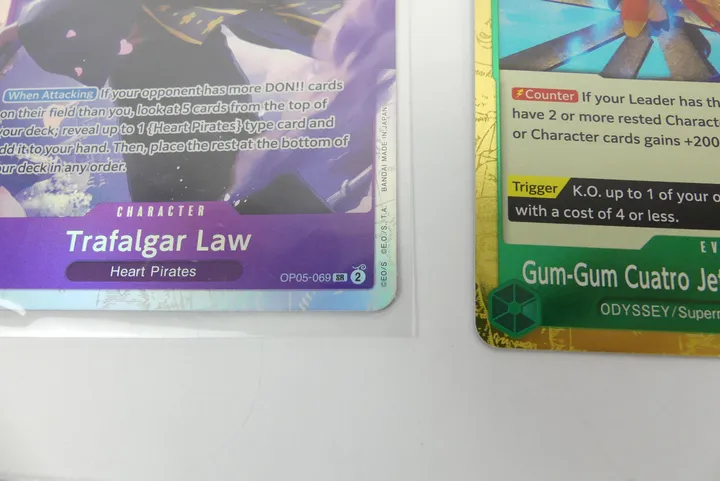 When Attacking If your opponent has more DON!! cards
on their field than you, look at 5 cards from the top of
your deck, reveal up to 1 {Heart Pirates} type card and
add it to your hand. Then, place the rest at the bottom of
your deck in any order.
CHARACTER
Trafalgar Law
Heart Pirates
OP05-069 SR 2
©EO/S. ©E.O./S., T.A. BANDAI MADE IN JAPAN
Counter If your Leader has th
have 2 or more rested Characte
or Character cards gains +200
Trigger K.O. up to 1 of your o
with a cost of 4 or less.
EV
Gum-Gum Cuatro Je
ODYSSEY/Supern